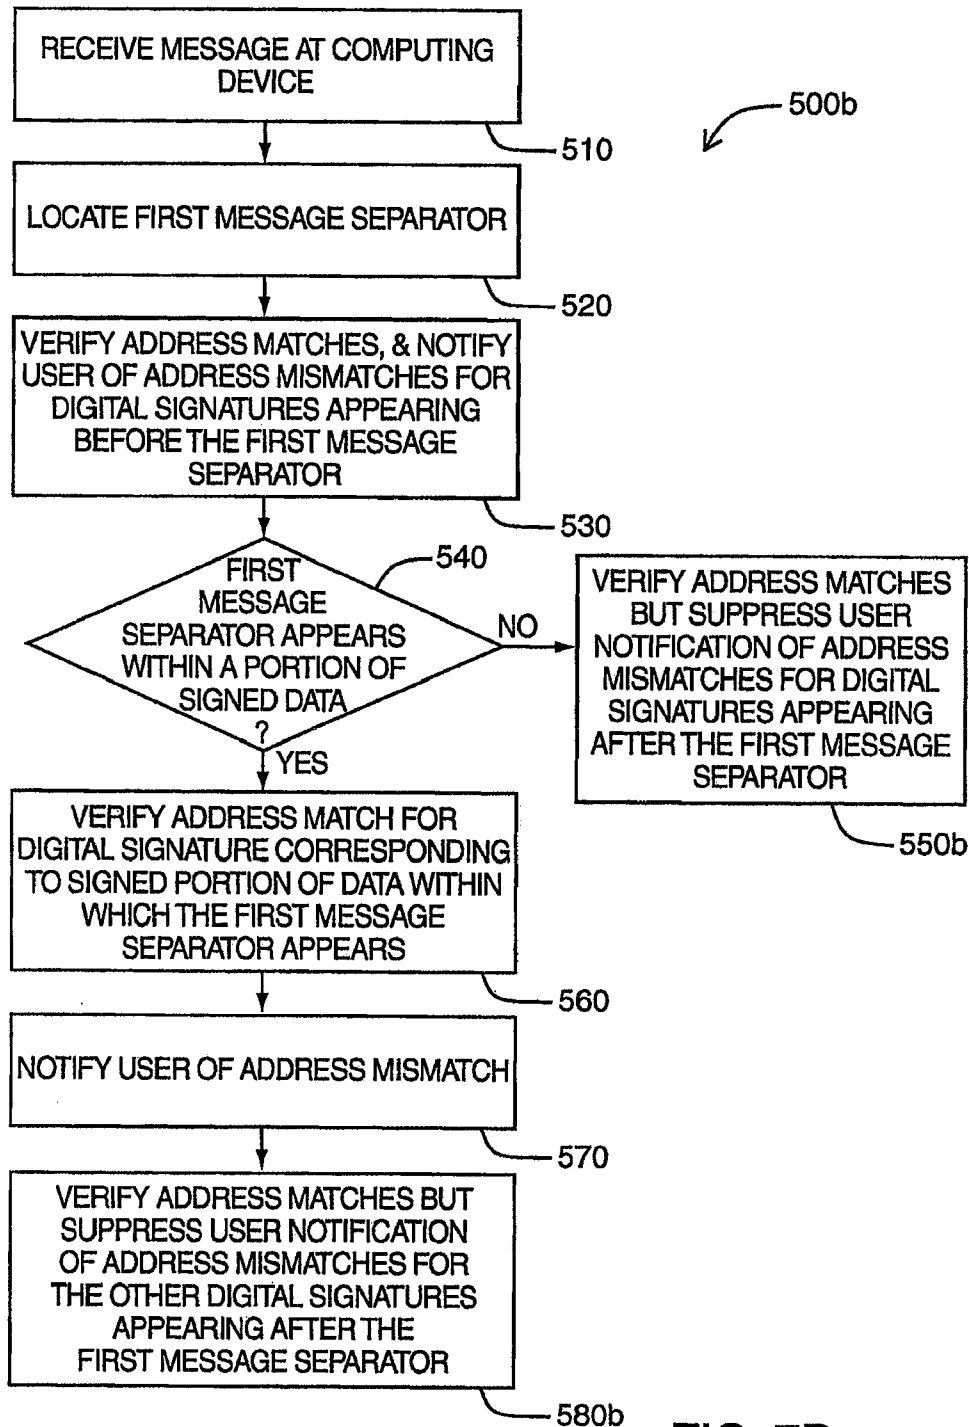 RECEIVE MESSAGE AT COMPUTING
DEVICE
500b
510
LOCATE FIRST MESSAGE SEPARATOR
520
VERIFY ADDRESS MATCHES, & NOTIFY
USER OF ADDRESS MISMATCHES FOR
DIGITAL SIGNATURES APPEARING
BEFORE THE FIRST MESSAGE
SEPARATOR
530
540
FIRST
MESSAGE
SEPARATOR APPEARS
WITHIN A PORTION OF
SIGNED DATA
?
NO
YES
VERIFY ADDRESS MATCHES
BUT SUPPRESS USER
NOTIFICATION OF ADDRESS
MISMATCHES FOR DIGITAL
SIGNATURES APPEARING
AFTER THE FIRST MESSAGE
SEPARATOR
550b
VERIFY ADDRESS MATCH FOR
DIGITAL SIGNATURE CORRESPONDING
TO SIGNED PORTION OF DATA WITHIN
WHICH THE FIRST MESSAGE
SEPARATOR APPEARS
560
NOTIFY USER OF ADDRESS MISMATCH
570
VERIFY ADDRESS MATCHES BUT
SUPPRESS USER NOTIFICATION
OF ADDRESS MISMATCHES FOR
THE OTHER DIGITAL SIGNATURES
APPEARING AFTER THE
FIRST MESSAGE SEPARATOR
580b